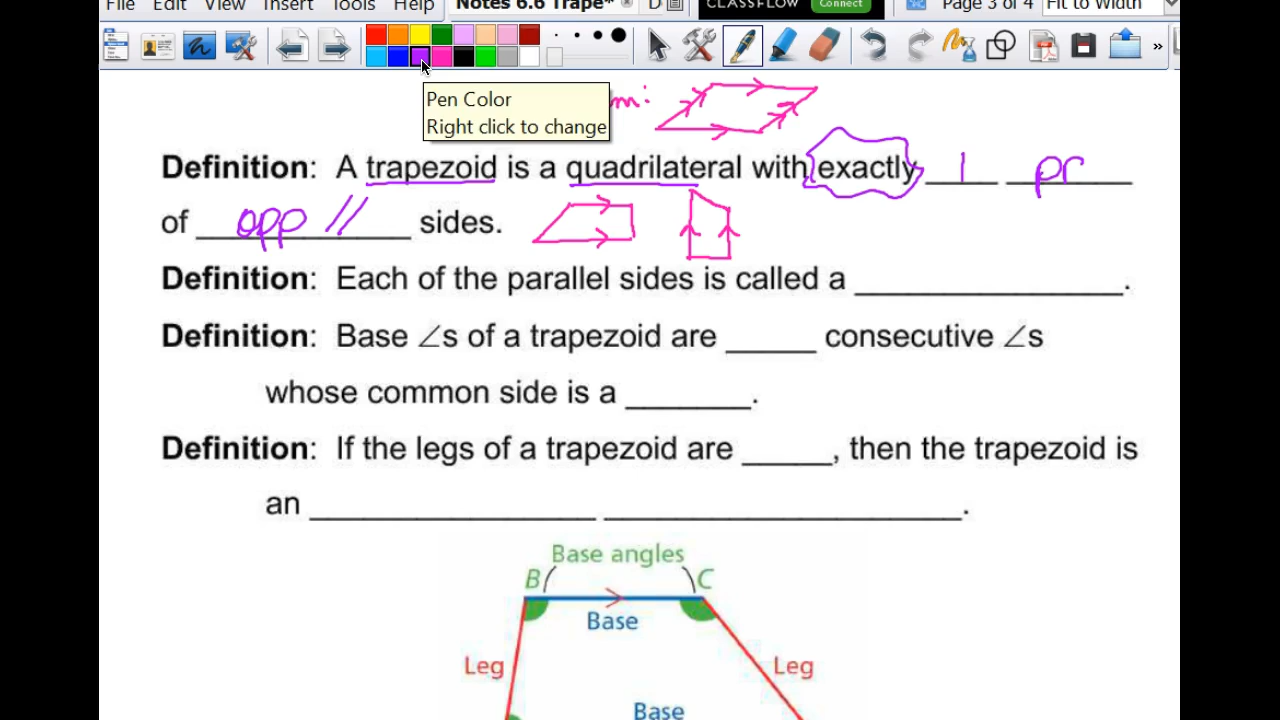 File Edit View Insert Tools Help Notes 6.6 Trape* D CLASSFLOW Connect Page 3 of 4 Fit to Width
»
Pen Color
Right click to change
m:
Definition: A trapezoid is a quadrilateral with exactly 1 pr
of opp // sides.
Definition: Each of the parallel sides is called a ________________.
Definition: Base ∠s of a trapezoid are _____ consecutive ∠s
whose common side is a _______.
Definition: If the legs of a trapezoid are _____, then the trapezoid is
an ________________ ____________________.
Base angles
B C
Base
Leg Leg
Base